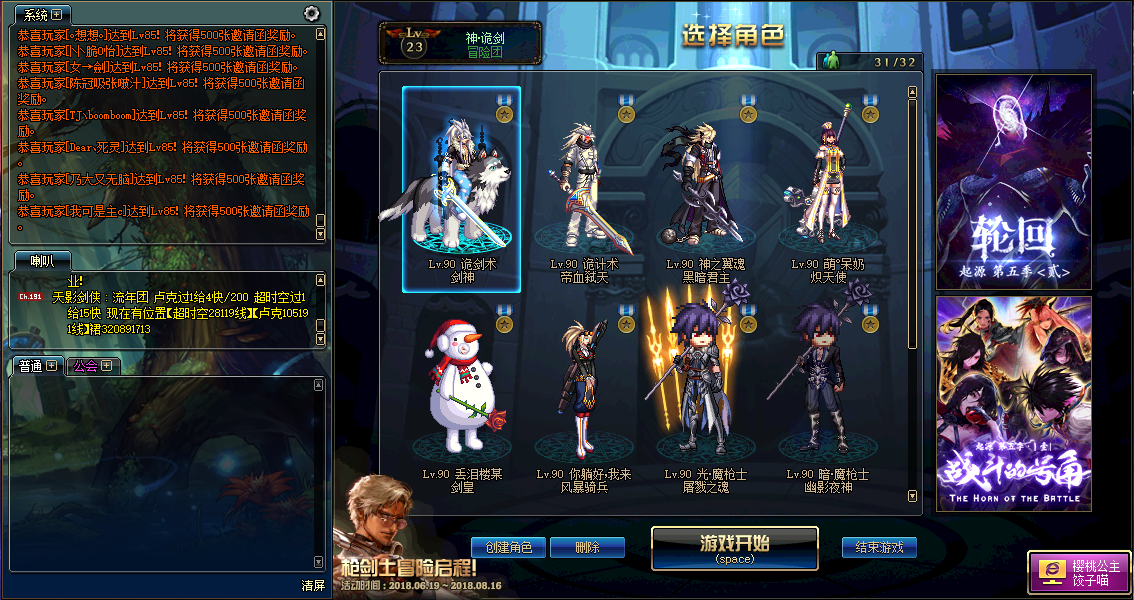 系统
恭喜玩家[o想想o]达到Lv85! 将获得500张邀请函奖励。
恭喜玩家[卜卜脆0怡]达到Lv85! 将获得500张邀请函奖励。
恭喜玩家[女→刽]达到Lv85! 将获得500张邀请函奖励。
恭喜玩家[陈冠吸张啵汁]达到Lv85! 将获得500张邀请函
奖励。
恭喜玩家[TJ\boomboom]达到Lv85! 将获得500张邀请函奖
励。
恭喜玩家[Dear、死灵]达到Lv85! 将获得500张邀请函奖励
。
恭喜玩家[乃大又无脑]达到Lv85! 将获得500张邀请函奖
励。
恭喜玩家[我可是主o]达到Lv85! 将获得500张邀请函奖励
。
喇叭
业!
Ch.191 天影剑侠 : 流年团 卢克过1给4快/200 超时空过1
给15快 现在有位置【超时空28119线】【卢克10519
1线】裙320891713
普通
公会
清屏
Lv
23
神·诡剑
冒险团
选择角色
31/32
Lv.90 诡剑术
剑神
Lv.90 诡计术
帝血弑天
Lv.90 神之翼魂
黑暗君主
Lv.90 萌°呆奶
炽天使
Lv.90 丢泪楼某
剑皇
Lv.90 你躺好,我来
风暴骑兵
Lv.90 光·魔枪士
屠戮之魂
Lv.90 暗·魔枪士
幽影夜神
枪剑士冒险启程!
活动时间 : 2018.06.19 ~ 2018.08.16
创建角色
删除
游戏开始
(space)
结束游戏
轮回
起源 第五季<贰>
起源 第五季·<壹>
战斗的号角
THE HORN OF THE BATTLE
樱桃公主
饺子喵